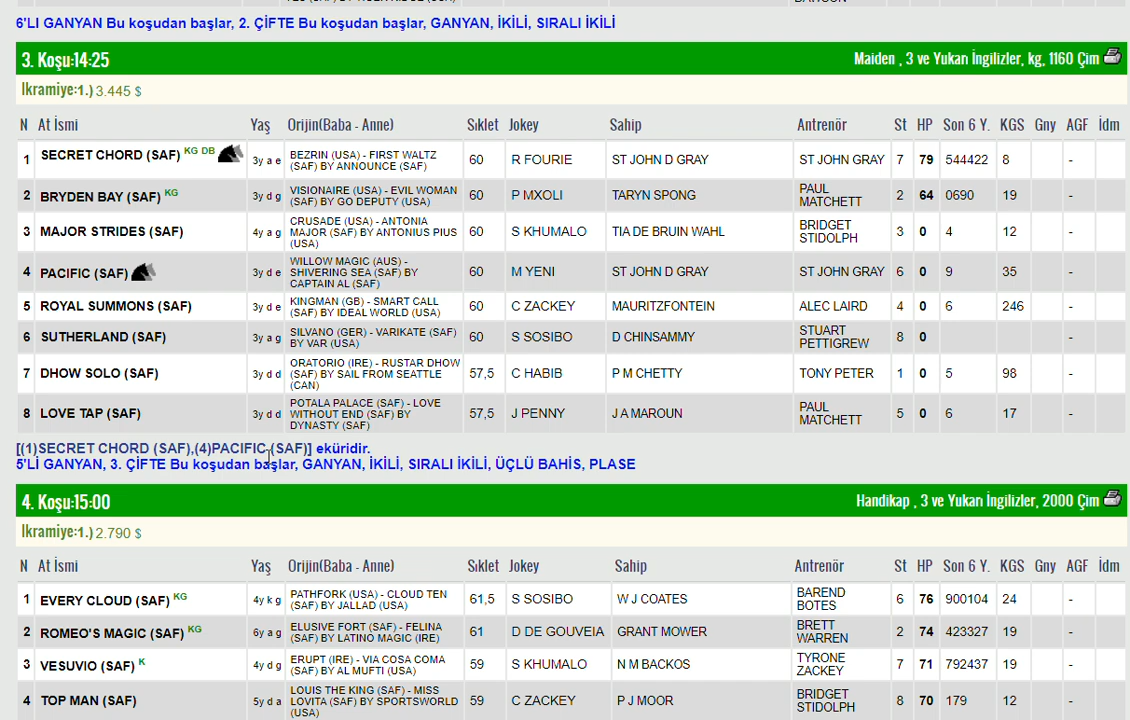 6'LI GANYAN Bu koşudan başlar, 2. ÇİFTE Bu koşudan başlar, GANYAN, İKİLİ, SIRALI İKİLİ
3. Koşu:14:25 Maiden , 3 ve Yukarı İngilizler, kg, 1160 Çim
Ikramiye:1.) 3.445 $
N At İsmi Yaş Orijin(Baba - Anne) Sıklet Jokey Sahip Antrenör St HP Son 6 Y. KGS Gny AGF İdm
1 SECRET CHORD (SAF) KG DB 3y a e BEZRIN (USA) - FIRST WALTZ (SAF) BY ANNOUNCE (SAF) 60 R FOURIE ST JOHN D GRAY ST JOHN GRAY 7 79 544422 8 -
2 BRYDEN BAY (SAF) KG 3y d g VISIONAIRE (USA) - EVIL WOMAN (SAF) BY GO DEPUTY (USA) 60 P MXOLI TARYN SPONG PAUL MATCHETT 2 64 0690 19 -
3 MAJOR STRIDES (SAF) 4y a g CRUSADE (USA) - ANTONIA MAJOR (SAF) BY ANTONIUS PIUS (USA) 60 S KHUMALO TIA DE BRUIN WAHL BRIDGET STIDOLPH 3 0 4 12 -
4 PACIFIC (SAF) 3y d e WILLOW MAGIC (AUS) - SHIVERING SEA (SAF) BY CAPTAIN AL (SAF) 60 M YENI ST JOHN D GRAY ST JOHN GRAY 6 0 9 35 -
5 ROYAL SUMMONS (SAF) 3y d e KINGMAN (GB) - SMART CALL (SAF) BY IDEAL WORLD (USA) 60 C ZACKEY MAURITZFONTEIN ALEC LAIRD 4 0 6 246 -
6 SUTHERLAND (SAF) 3y a g SILVANO (GER) - VARIKATE (SAF) BY VAR (USA) 60 S SOSIBO D CHINSAMMY STUART PETTIGREW 8 0 -
7 DHOW SOLO (SAF) 3y d d ORATORIO (IRE) - RUSTAR DHOW (SAF) BY SAIL FROM SEATTLE (CAN) 57,5 C HABIB P M CHETTY TONY PETER 1 0 5 98 -
8 LOVE TAP (SAF) 3y d d POTALA PALACE (SAF) - LOVE WITHOUT END (SAF) BY DYNASTY (SAF) 57,5 J PENNY J A MAROUN PAUL MATCHETT 5 0 6 17 -
[(1)SECRET CHORD (SAF),(4)PACIFIC (SAF)] eküridir.
5'Lİ GANYAN, 3. ÇİFTE Bu koşudan başlar, GANYAN, İKİLİ, SIRALI İKİLİ, ÜÇLÜ BAHİS, PLASE
4. Koşu:15:00 Handikap , 3 ve Yukarı İngilizler, 2000 Çim
Ikramiye:1.) 2.790 $
N At İsmi Yaş Orijin(Baba - Anne) Sıklet Jokey Sahip Antrenör St HP Son 6 Y. KGS Gny AGF İdm
1 EVERY CLOUD (SAF) KG 4y k g PATHFORK (USA) - CLOUD TEN (SAF) BY JALLAD (USA) 61,5 S SOSIBO W J COATES BAREND BOTES 6 76 900104 24 -
2 ROMEO'S MAGIC (SAF) KG 6y a g ELUSIVE FORT (SAF) - FELINA (SAF) BY LATINO MAGIC (IRE) 61 D DE GOUVEIA GRANT MOWER BRETT WARREN 2 74 423327 19 -
3 VESUVIO (SAF) K 4y d g ERUPT (IRE) - VIA COSA COMA (SAF) BY AL MUFTI (USA) 59 S KHUMALO N M BACKOS TYRONE ZACKEY 7 71 792437 19 -
4 TOP MAN (SAF) 5y d a LOUIS THE KING (SAF) - MISS LOVITA (SAF) BY SPORTSWORLD (USA) 59 C ZACKEY P J MOOR BRIDGET STIDOLPH 8 70 179 12 -